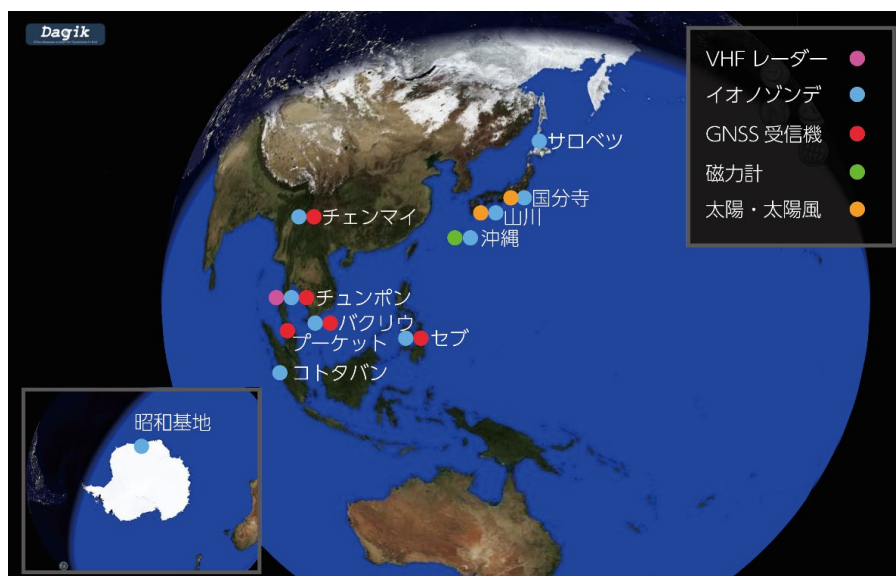 Dagik
VHF レーダー
イオノゾンデ
GNSS 受信機
磁力計
太陽・太陽風
サロベツ
国分寺
山川
沖縄
チェンマイ
チュンポン
バクリウ
プーケット
セブ
コトタバン
昭和基地